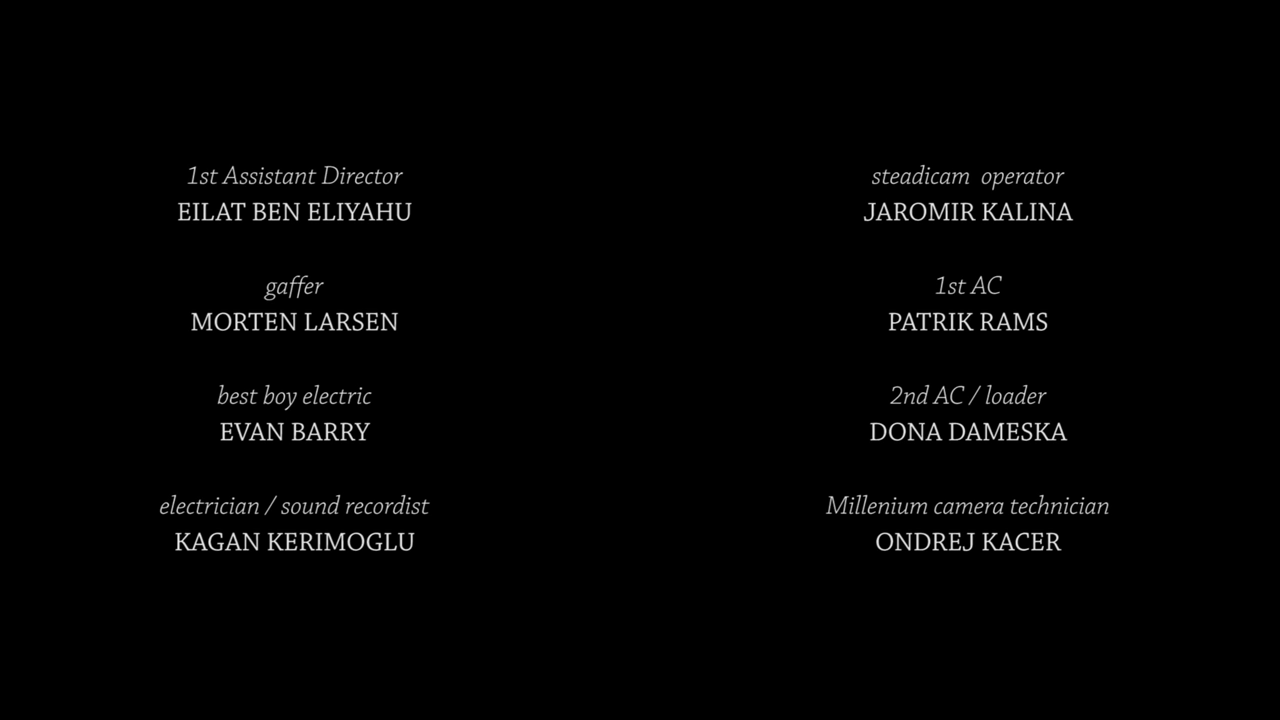 1st Assistant Director
EILAT BEN ELIYAHU
gaffer
MORTEN LARSEN
best boy electric
EVAN BARRY
electrician / sound recordist
KAGAN KERIMOGLU
steadicam operator
JAROMIR KALINA
1st AC
PATRIK RAMS
2nd AC / loader
DONA DAMESKA
Millenium camera technician
ONDREJ KACER